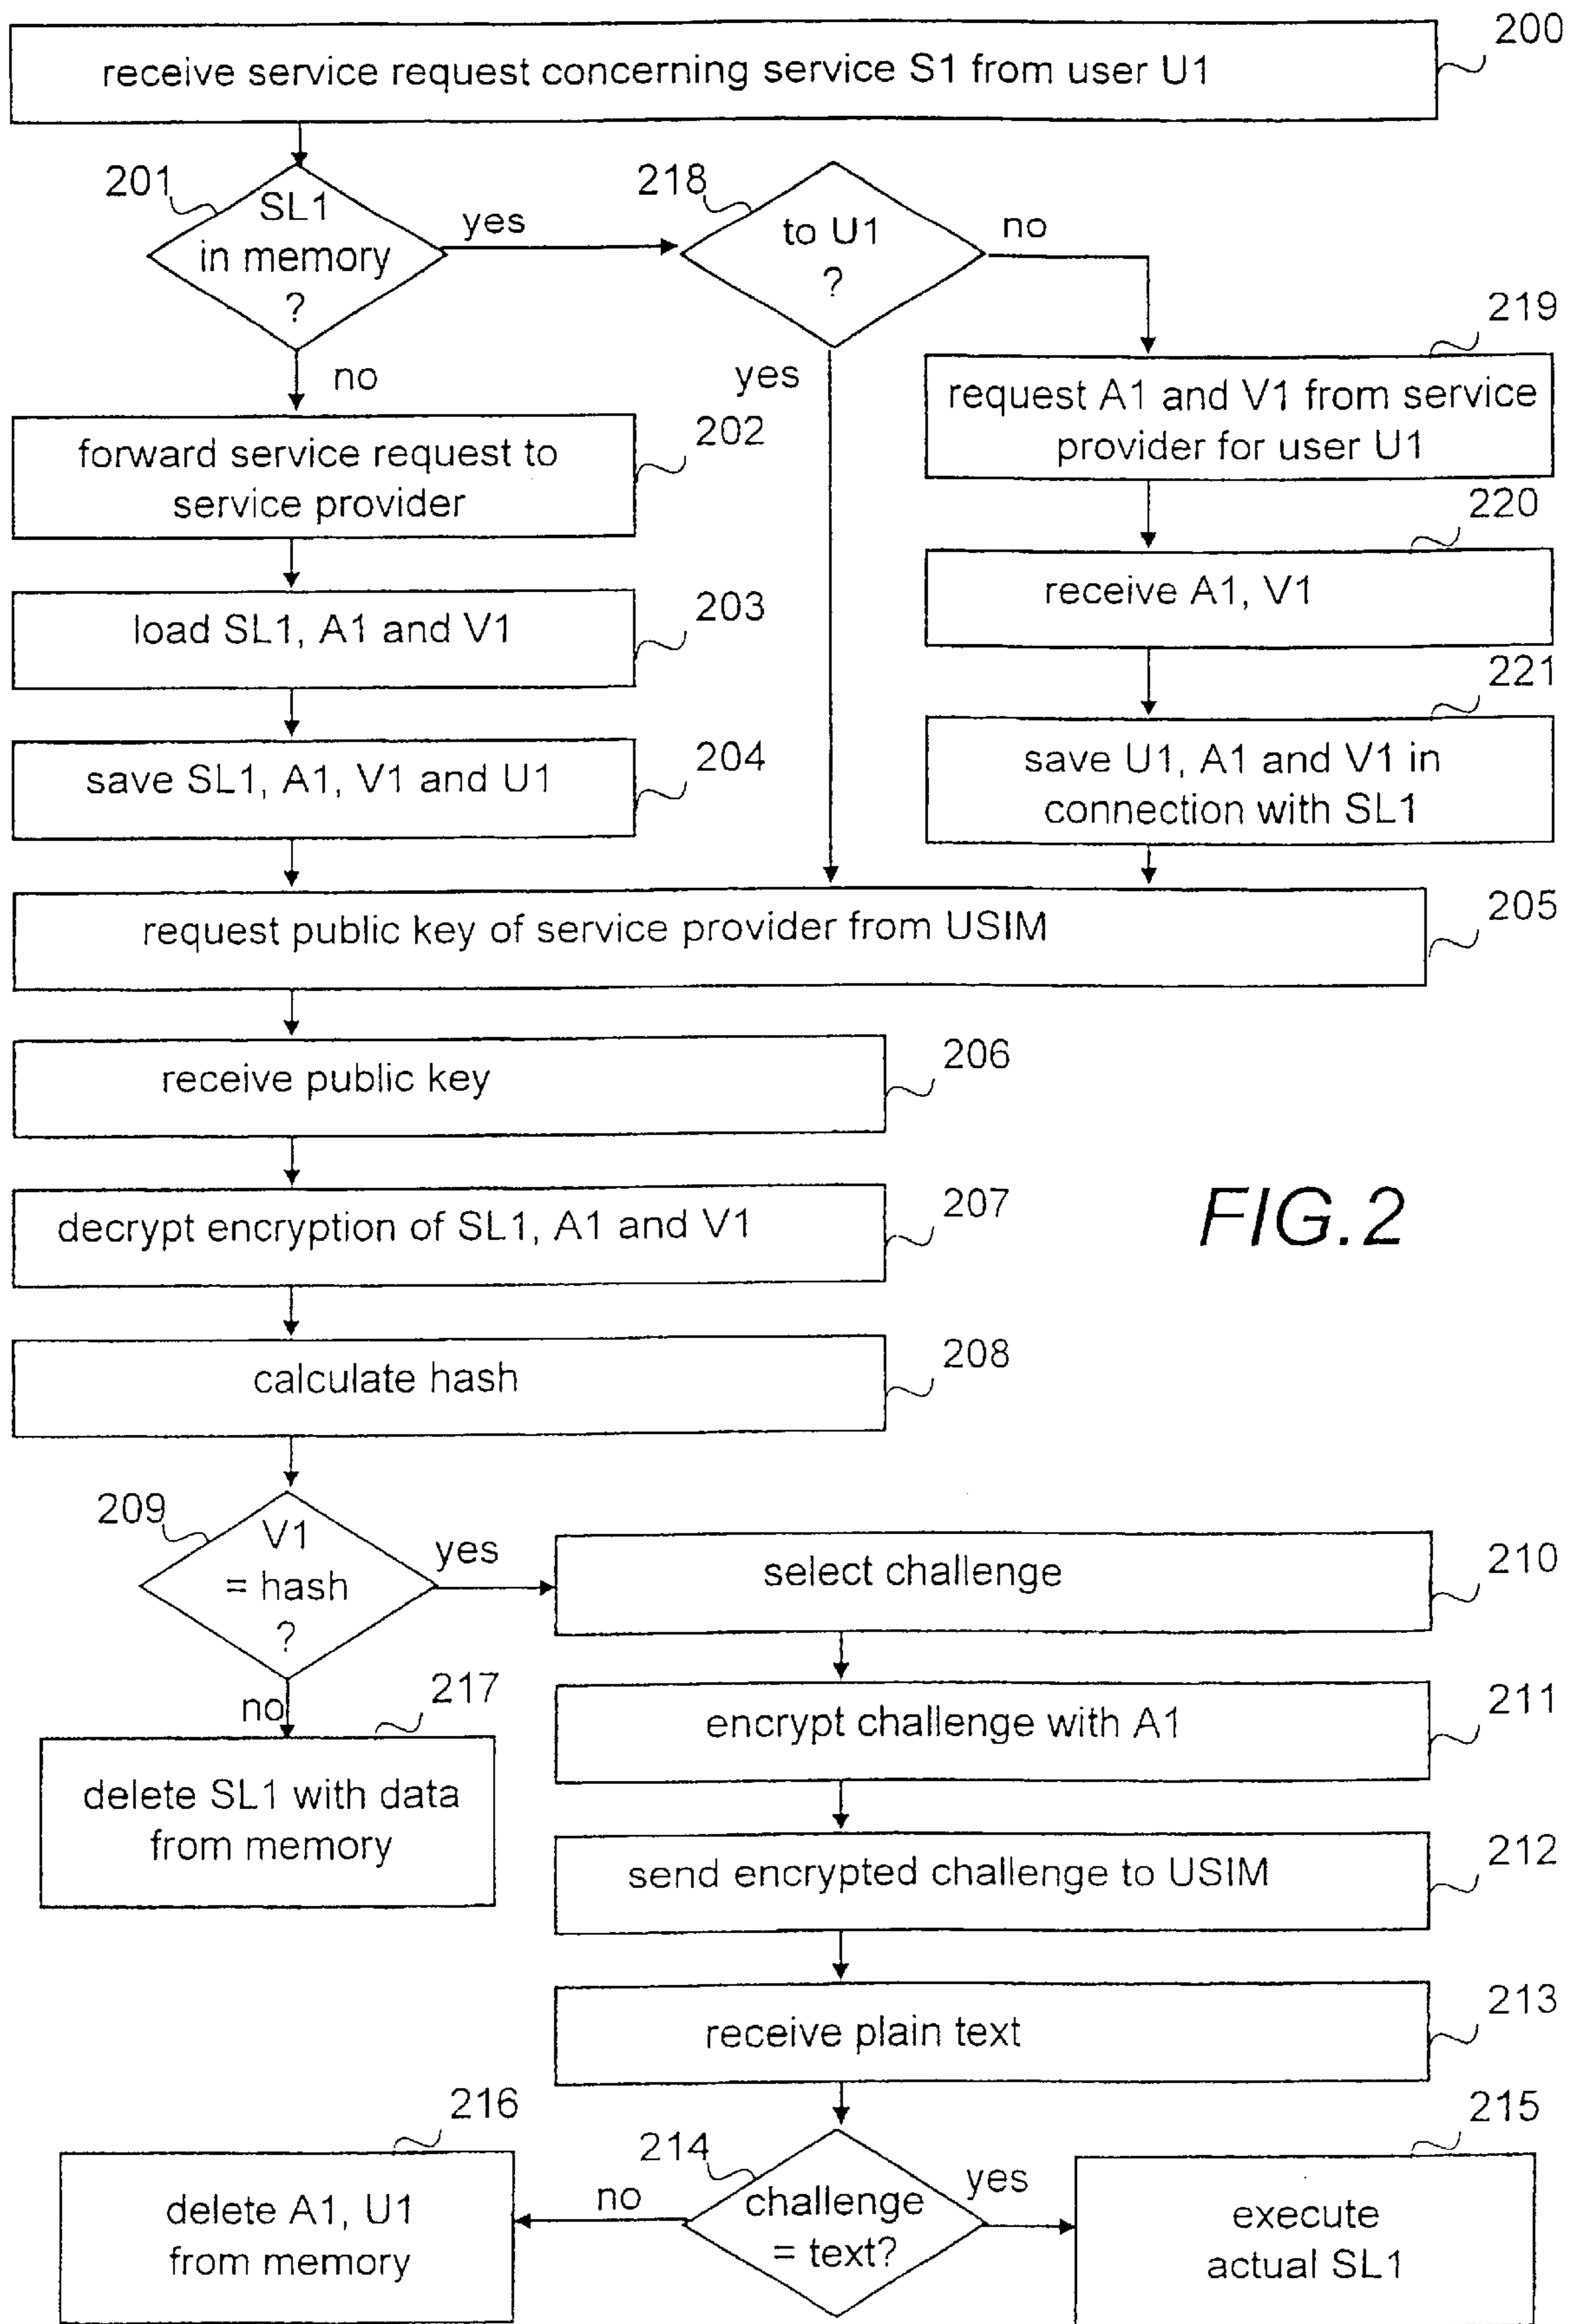 200
receive service request concerning service S1 from user U1
201
SL1
in memory
?
yes
218
to U1
?
no
219
no
yes
request A1 and V1 from service
provider for user U1
202
forward service request to
service provider
220
receive A1, V1
203
load SL1, A1 and V1
221
204
save SL1, A1, V1 and U1
save U1, A1 and V1 in
connection with SL1
205
request public key of service provider from USIM
206
receive public key
207
decrypt encryption of SL1, A1 and V1
FIG.2
208
calculate hash
209
V1
= hash
?
yes
210
select challenge
no
217
211
encrypt challenge with A1
delete SL1 with data
from memory
212
send encrypted challenge to USIM
213
receive plain text
216
215
214
no
yes
delete A1, U1
from memory
challenge
= text?
execute
actual SL1